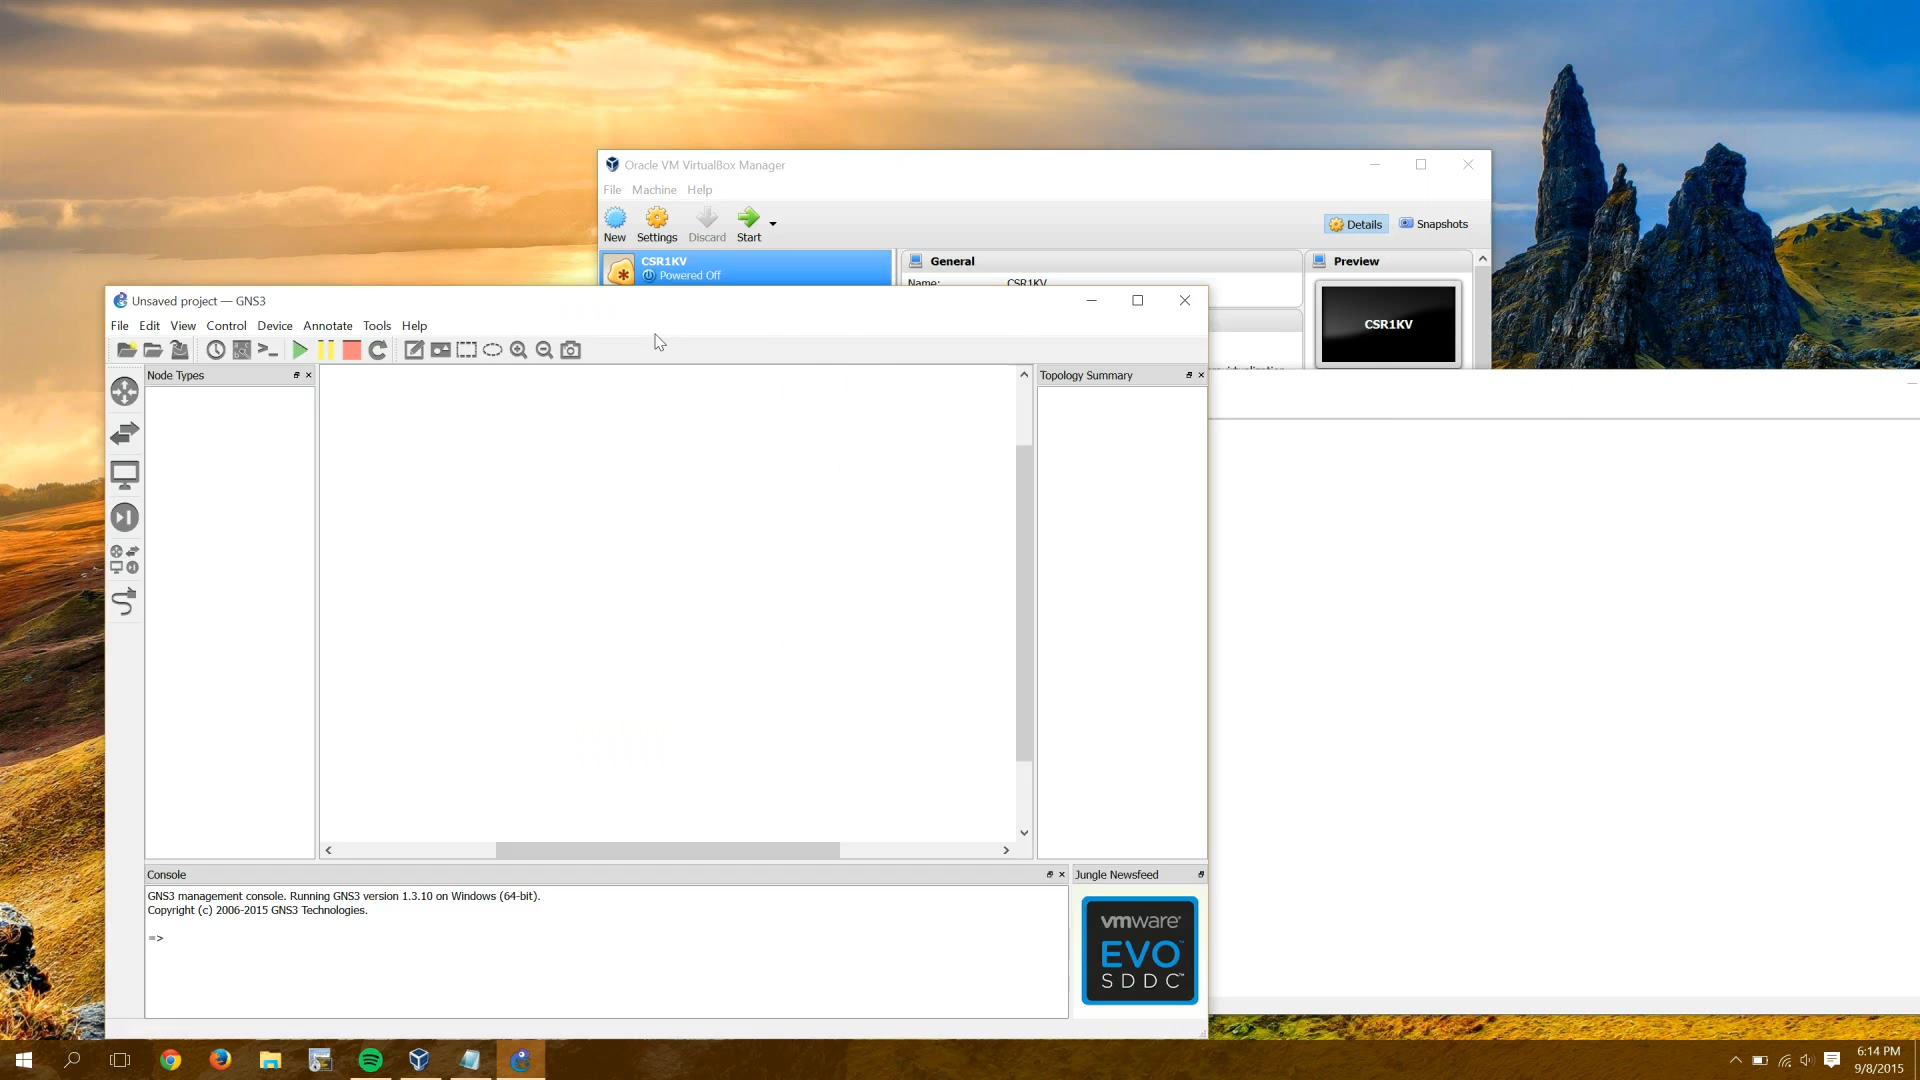 Oracle VM VirtualBox Manager
File Machine Help
New Settings Discard Start
Details Snapshots
CSR1KV
Powered Off
General
Name: CSR1KV
Preview
CSR1KV
Unsaved project — GNS3
File Edit View Control Device Annotate Tools Help
Node Types
Topology Summary
Console
GNS3 management console. Running GNS3 version 1.3.10 on Windows (64-bit).
Copyright (c) 2006-2015 GNS3 Technologies.
=>
Jungle Newsfeed
vmware
EVO™
SDDC™
6:14 PM
9/8/2015